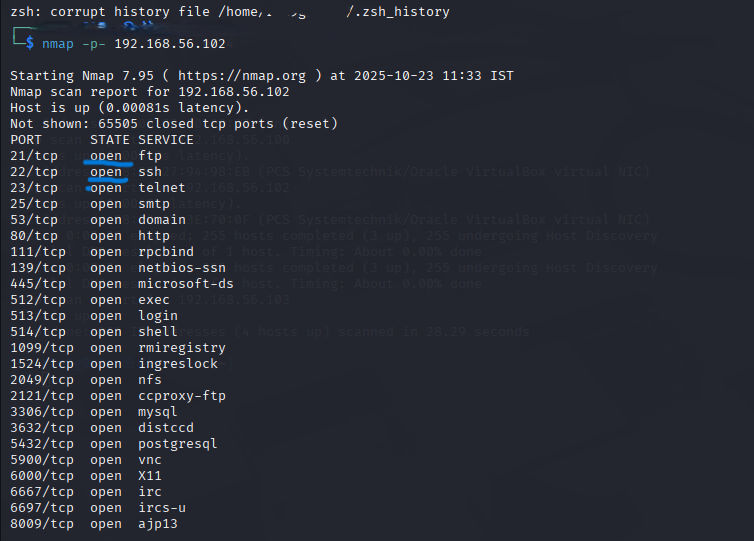 zsh: corrupt history file /home/ /.zsh_history
$ nmap -p- 192.168.56.102
Starting Nmap 7.95 ( https://nmap.org ) at 2025-10-23 11:33 IST
Nmap scan report for 192.168.56.102
Host is up (0.00081s latency).
Not shown: 65505 closed tcp ports (reset)
PORT STATE SERVICE
21/tcp open ftp
22/tcp open ssh
23/tcp open telnet
25/tcp open smtp
53/tcp open domain
80/tcp open http
111/tcp open rpcbind
139/tcp open netbios-ssn
445/tcp open microsoft-ds
512/tcp open exec
513/tcp open login
514/tcp open shell
1099/tcp open rmiregistry
1524/tcp open ingreslock
2049/tcp open nfs
2121/tcp open ccproxy-ftp
3306/tcp open mysql
3632/tcp open distccd
5432/tcp open postgresql
5900/tcp open vnc
6000/tcp open X11
6667/tcp open irc
6697/tcp open ircs-u
8009/tcp open ajp13